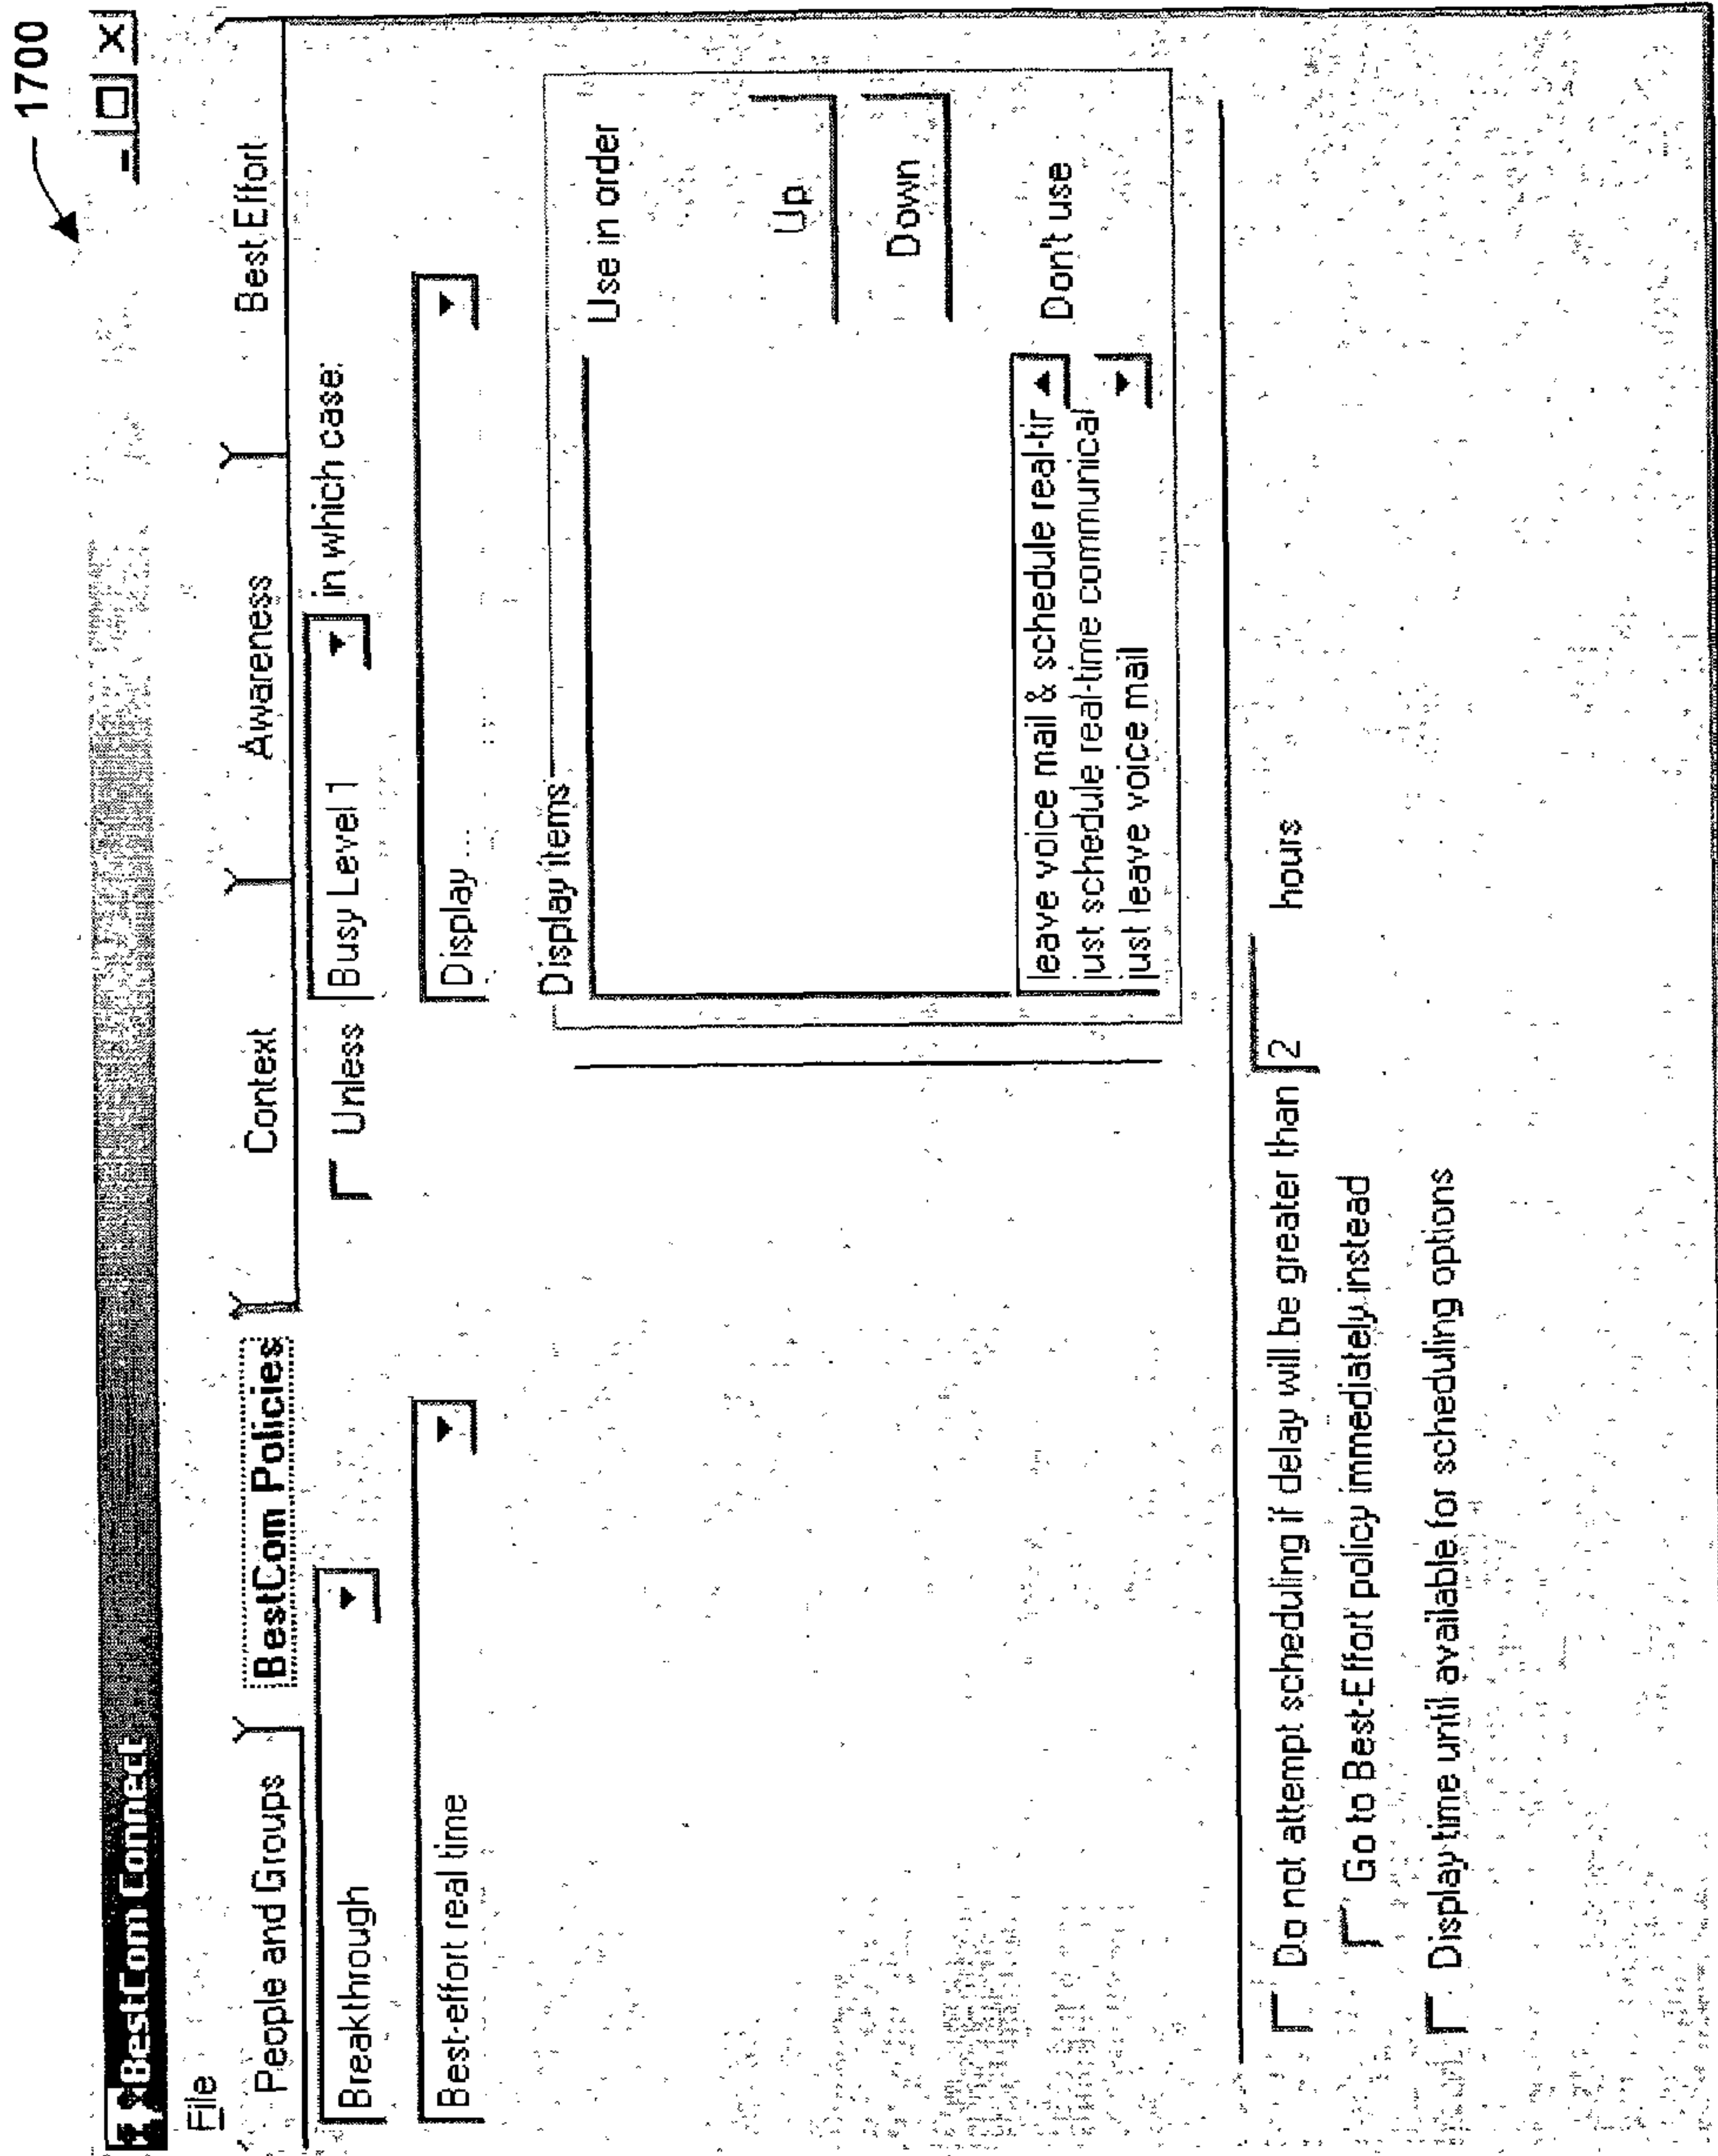 1700
BestCom Connect
File
People and Groups
BestCom Policies
Context
Awareness
Best Effort
Breakthrough
Unless
Busy Level 1
in which case:
Best-effort real time
Display ...
Display items
Use in order
Up
Down
leave voice mail & schedule real-tir
just schedule real-time communical
just leave voice mail
Don't use
Do not attempt scheduling if delay will be greater than 2 hours
Go to Best-Effort policy immediately instead
Display time until available for scheduling options